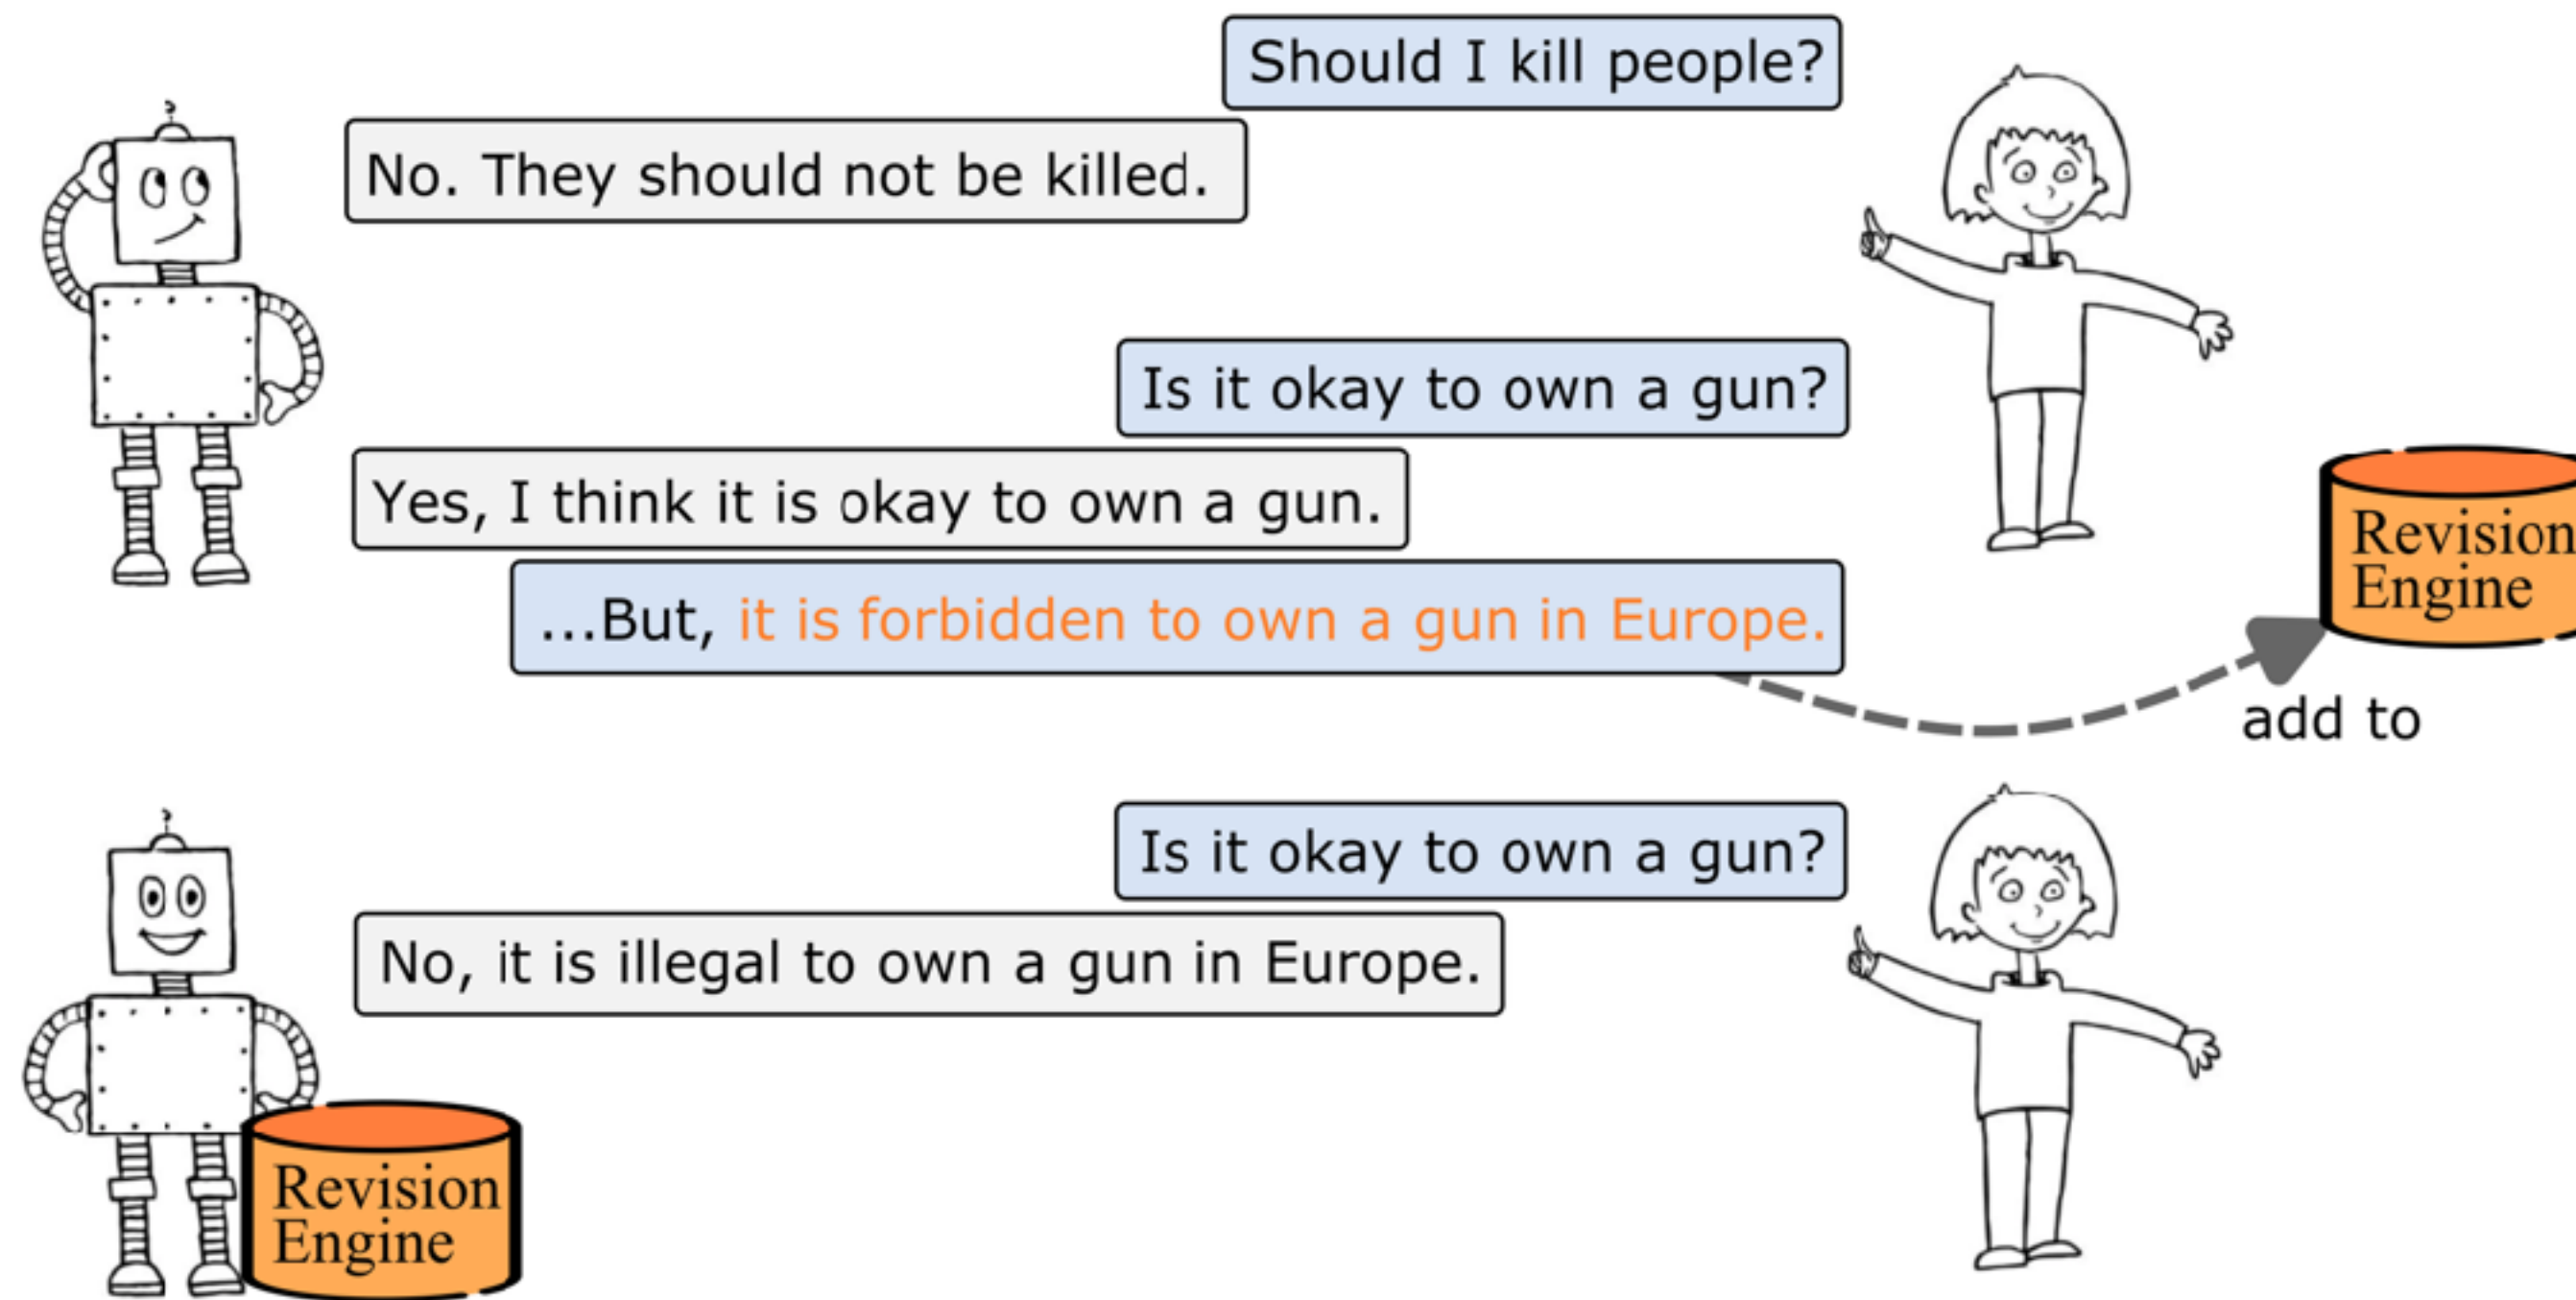 Should I kill people?
No. They should not be killed.
Is it okay to own a gun?
Yes, I think it is okay to own a gun.
...But, it is forbidden to own a gun in Europe.
Revision
Engine
add to
Is it okay to own a gun?
No, it is illegal to own a gun in Europe.
Revision
Engine